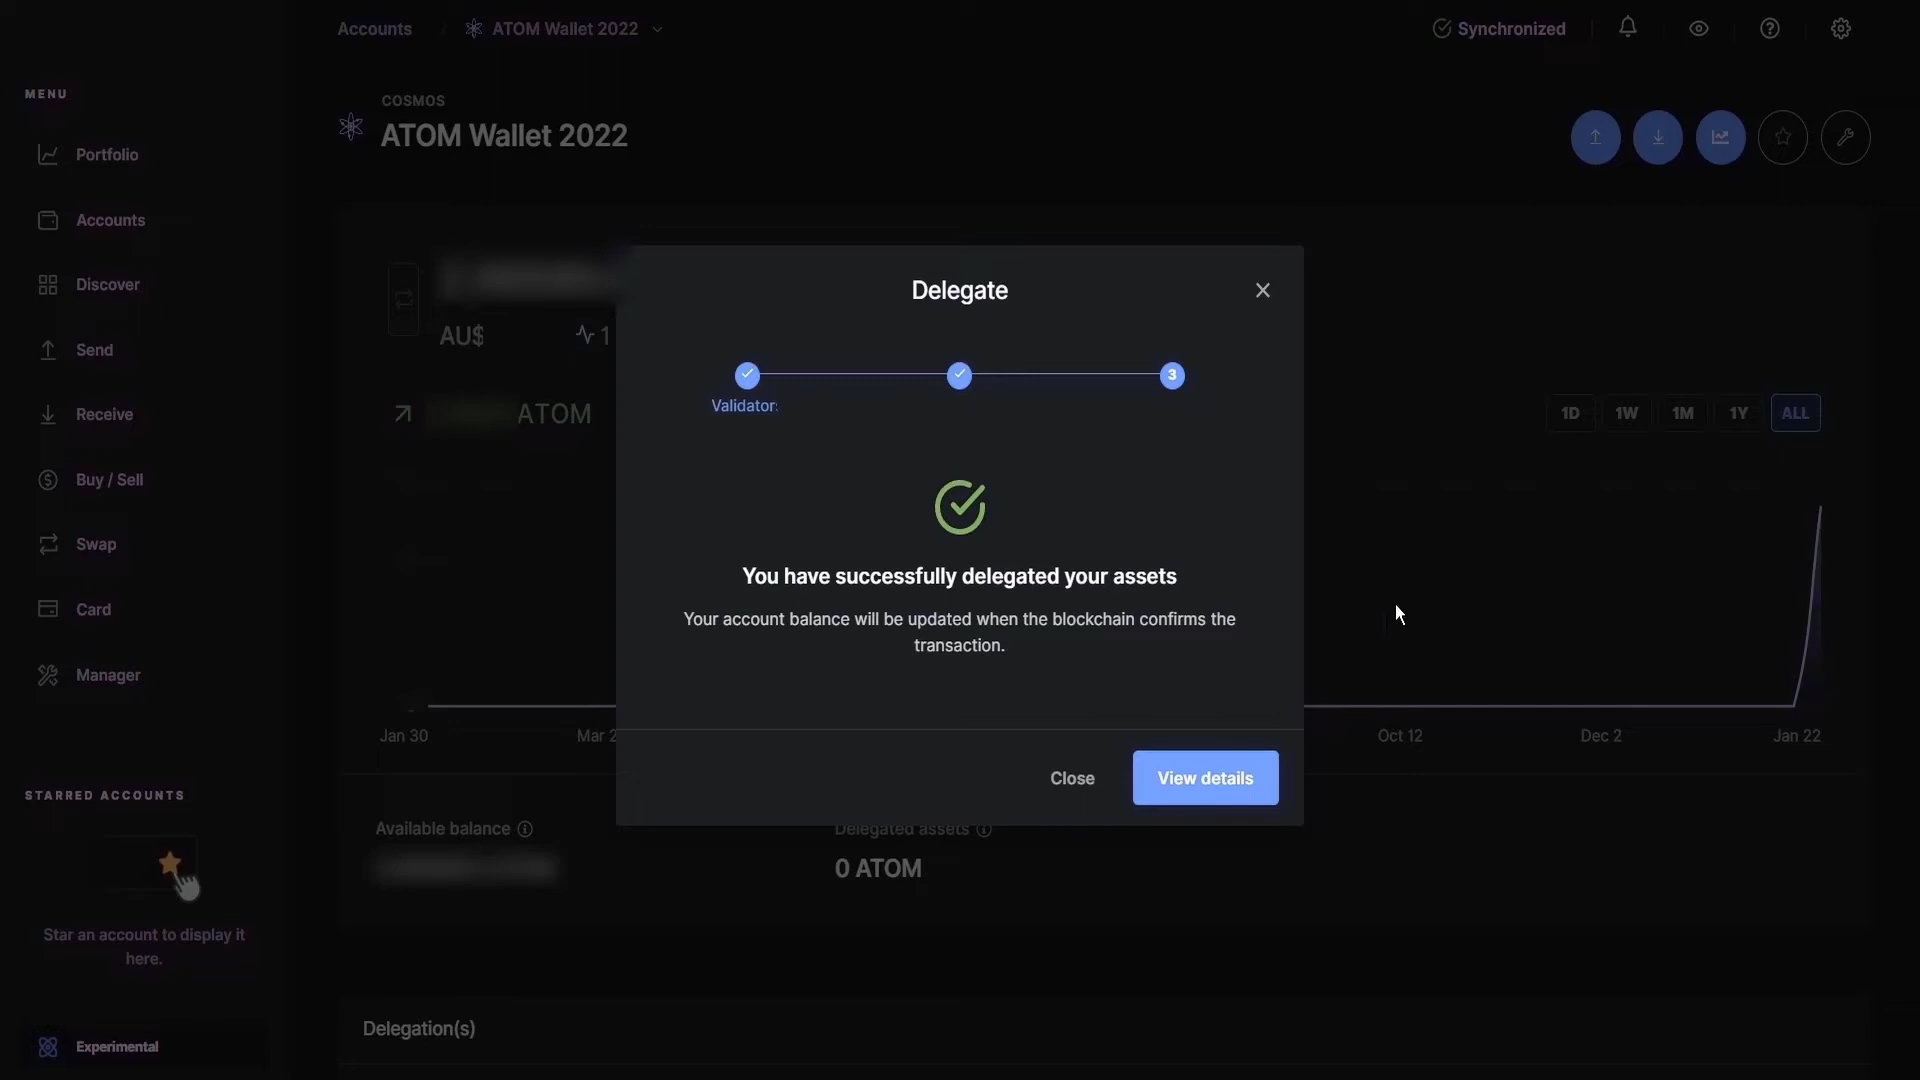 Accounts
ATOM Wallet 2022
Synchronized
MENU
COSMOS
ATOM Wallet 2022
Portfolio
Accounts
Discover
Send
Receive
Buy / Sell
Swap
Card
Manager
AU$
1
ATOM
1D
1W
1M
1Y
ALL
Delegate
3
Validator
You have successfully delegated your assets
Your account balance will be updated when the blockchain confirms the
transaction.
Close
View details
Jan 30
Mar 2
Oct 12
Dec 2
Jan 22
STARRED ACCOUNTS
Star an account to display it
here.
Available balance
Delegated assets
0 ATOM
Delegation(s)
Experimental